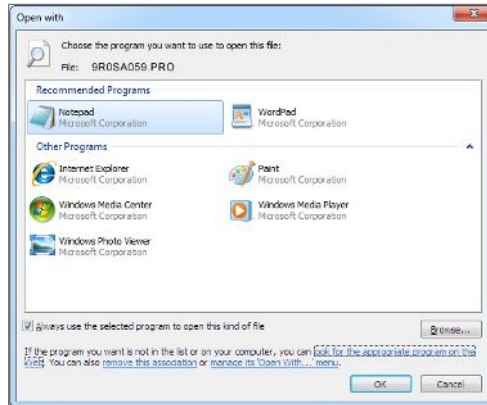 Open with
Choose the program you want to use to open this file:
File: 9R0SA059.PRO
Recommended Programs
Notepad
Microsoft Corporation
WordPad
Microsoft Corporation
Other Programs
Internet Explorer
Microsoft Corporation
Paint
Microsoft Corporation
Windows Media Center
Microsoft Corporation
Windows Media Player
Microsoft Corporation
Windows Photo Viewer
Microsoft Corporation
Always use the selected program to open this kind of file
Browse...
If the program you want is not in the list or on your computer, you can look for the appropriate program on the
Web. You can also remove this association or manage its 'Open With...' menu.
OK
Cancel